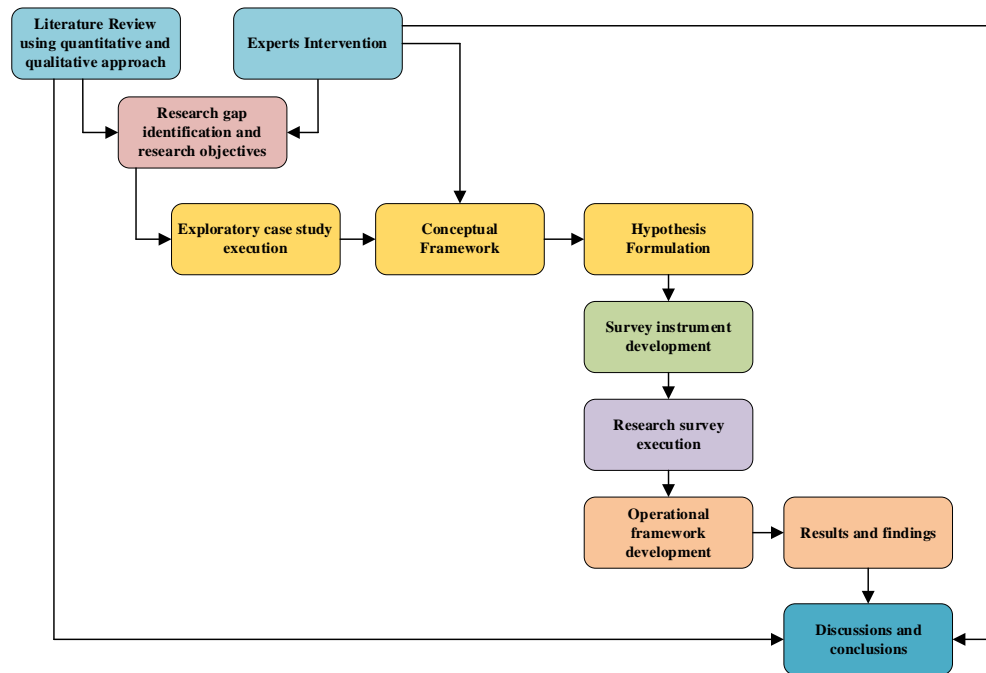 Literature Review
using quantitative and
qualitative approach
Experts Intervention
Research gap
identification and
research objectives
Exploratory case study
execution
Conceptual
Framework
Hypothesis
Formulation
Survey instrument
development
Research survey
execution
Operational
framework
development
Results and findings
Discussions and
conclusions